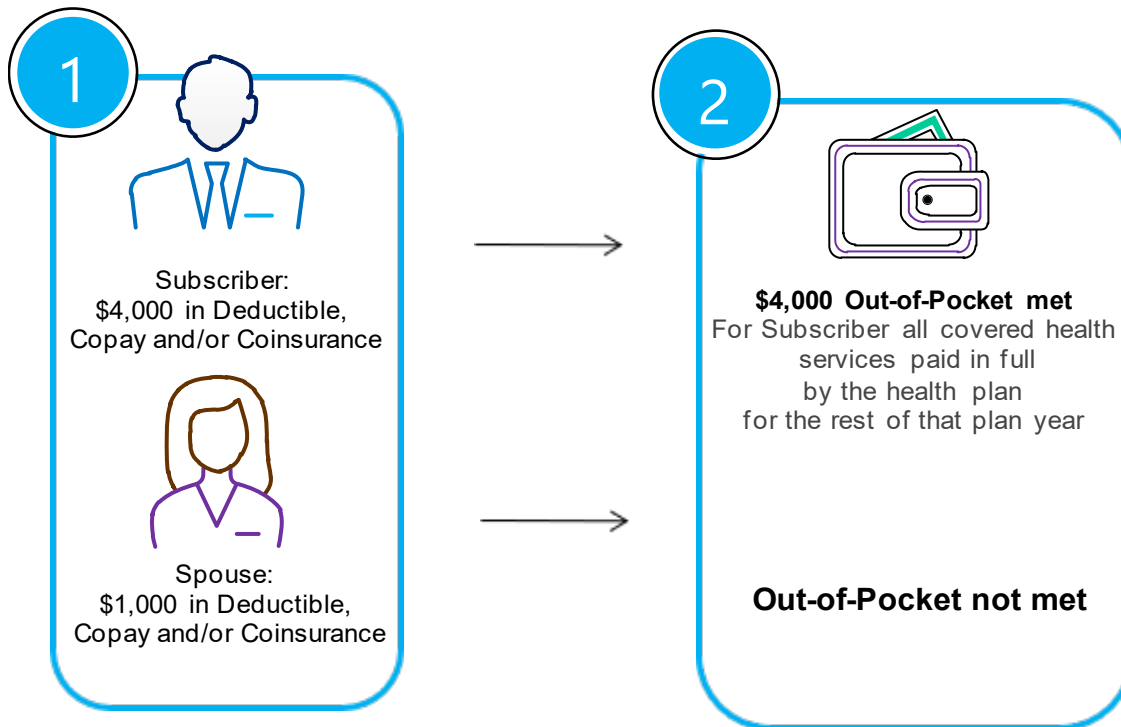 1
Subscriber:
$4,000 in Deductible,
Copay and/or Coinsurance
Spouse:
$1,000 in Deductible,
Copay and/or Coinsurance
2
$4,000 Out-of-Pocket met
For Subscriber all covered health
services paid in full
by the health plan
for the rest of that plan year
Out-of-Pocket not met